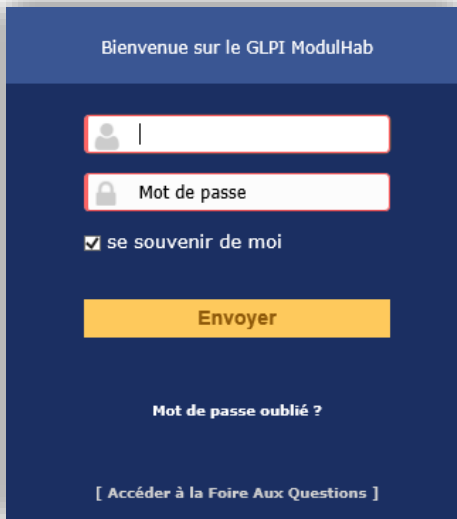 Bienvenue sur le GLPI ModulHab
Mot de passe
se souvenir de moi
Envoyer
Mot de passe oublié ?
[ Accéder à la Foire Aux Questions ]